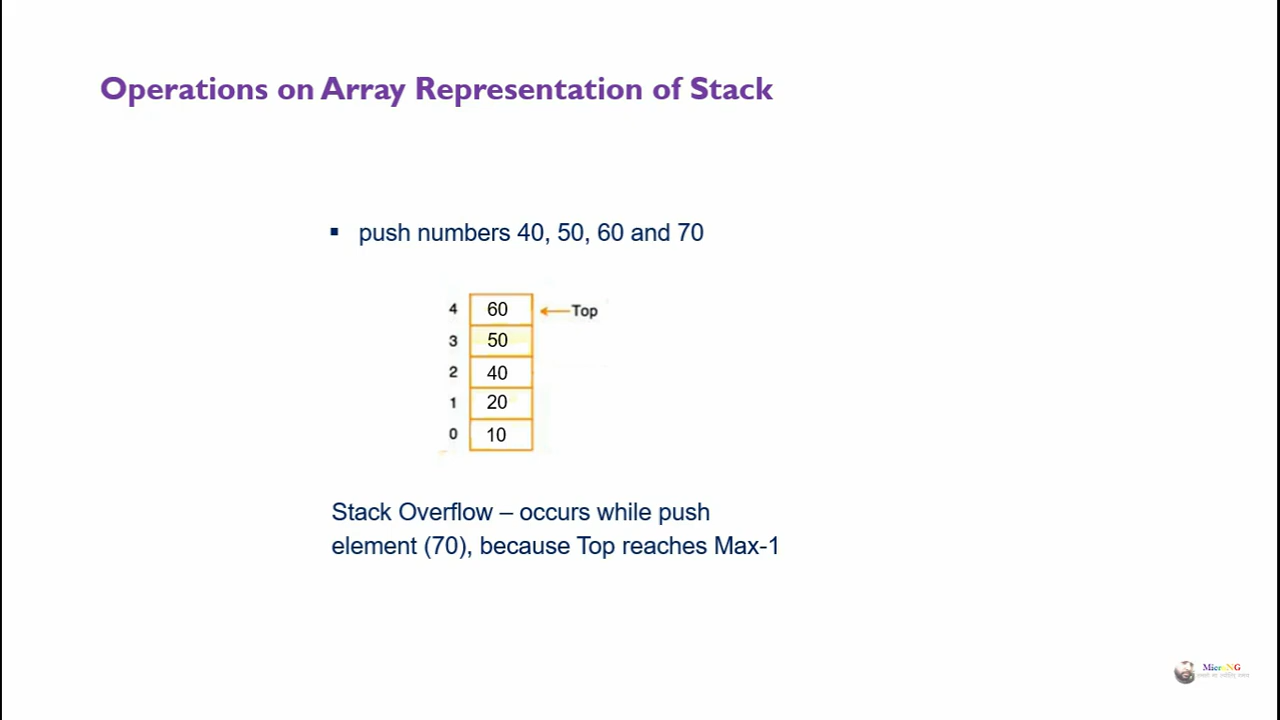 Operations on Array Representation of Stack
▪ push numbers 40, 50, 60 and 70
4 60 Top
3 50
2 40
1 20
0 10
Stack Overflow – occurs while push
element (70), because Top reaches Max-1
MicroNG